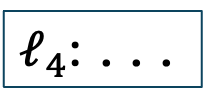 ℓ₄: . . .